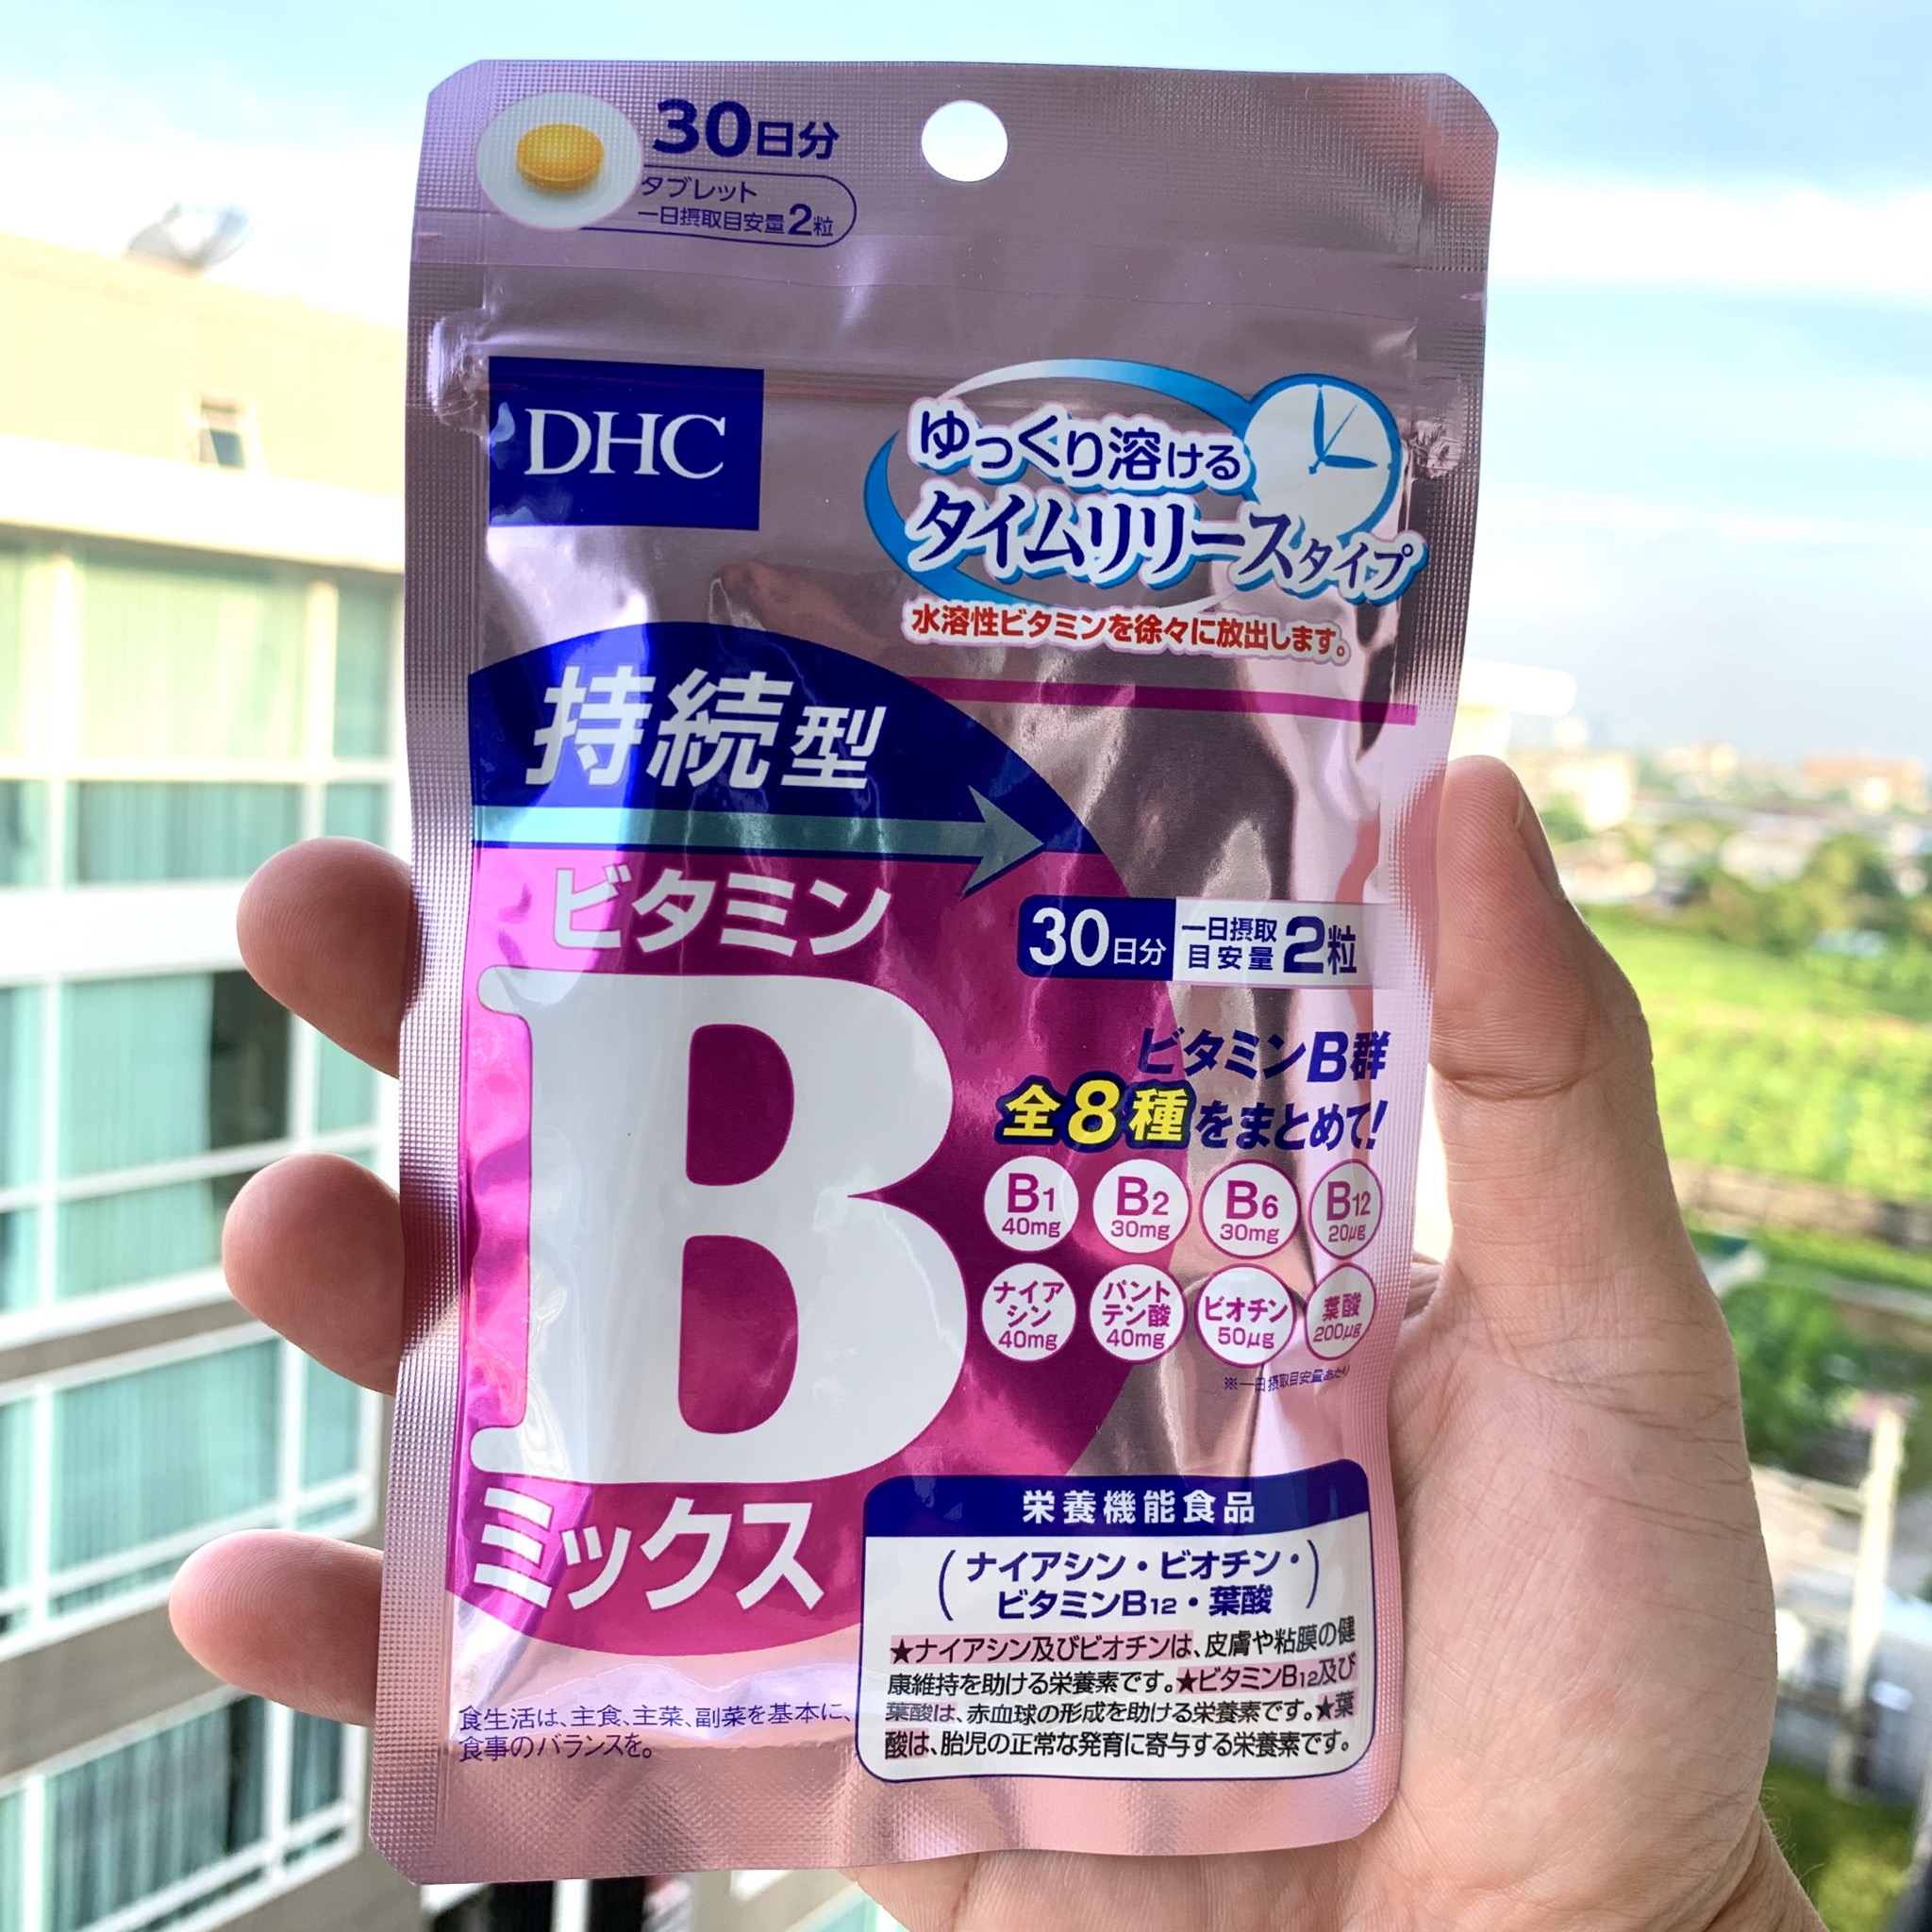 30日分
タブレット
一日摂取目安量2粒
DHC
ゆっくり溶ける
タイムリリースタイプ
水溶性ビタミンを徐々に放出します。
持続型
ビタミン
B
ミックス
30日分 一日摂取目安量2粒
ビタミンB群
全8種をまとめて!
B1 40mg
B2 30mg
B6 30mg
B12 20μg
ナイアシン 40mg
パントテン酸 40mg
ビオチン 50μg
葉酸 200μg
※一日摂取目安量あたり
栄養機能食品
(ナイアシン・ビオチン・
ビタミンB12・葉酸)
★ナイアシン及びビオチンは、皮膚や粘膜の健
康維持を助ける栄養素です。★ビタミンB12及び
葉酸は、赤血球の形成を助ける栄養素です。★葉
酸は、胎児の正常な発育に寄与する栄養素です。
食生活は、主食、主菜、副菜を基本に、
食事のバランスを。